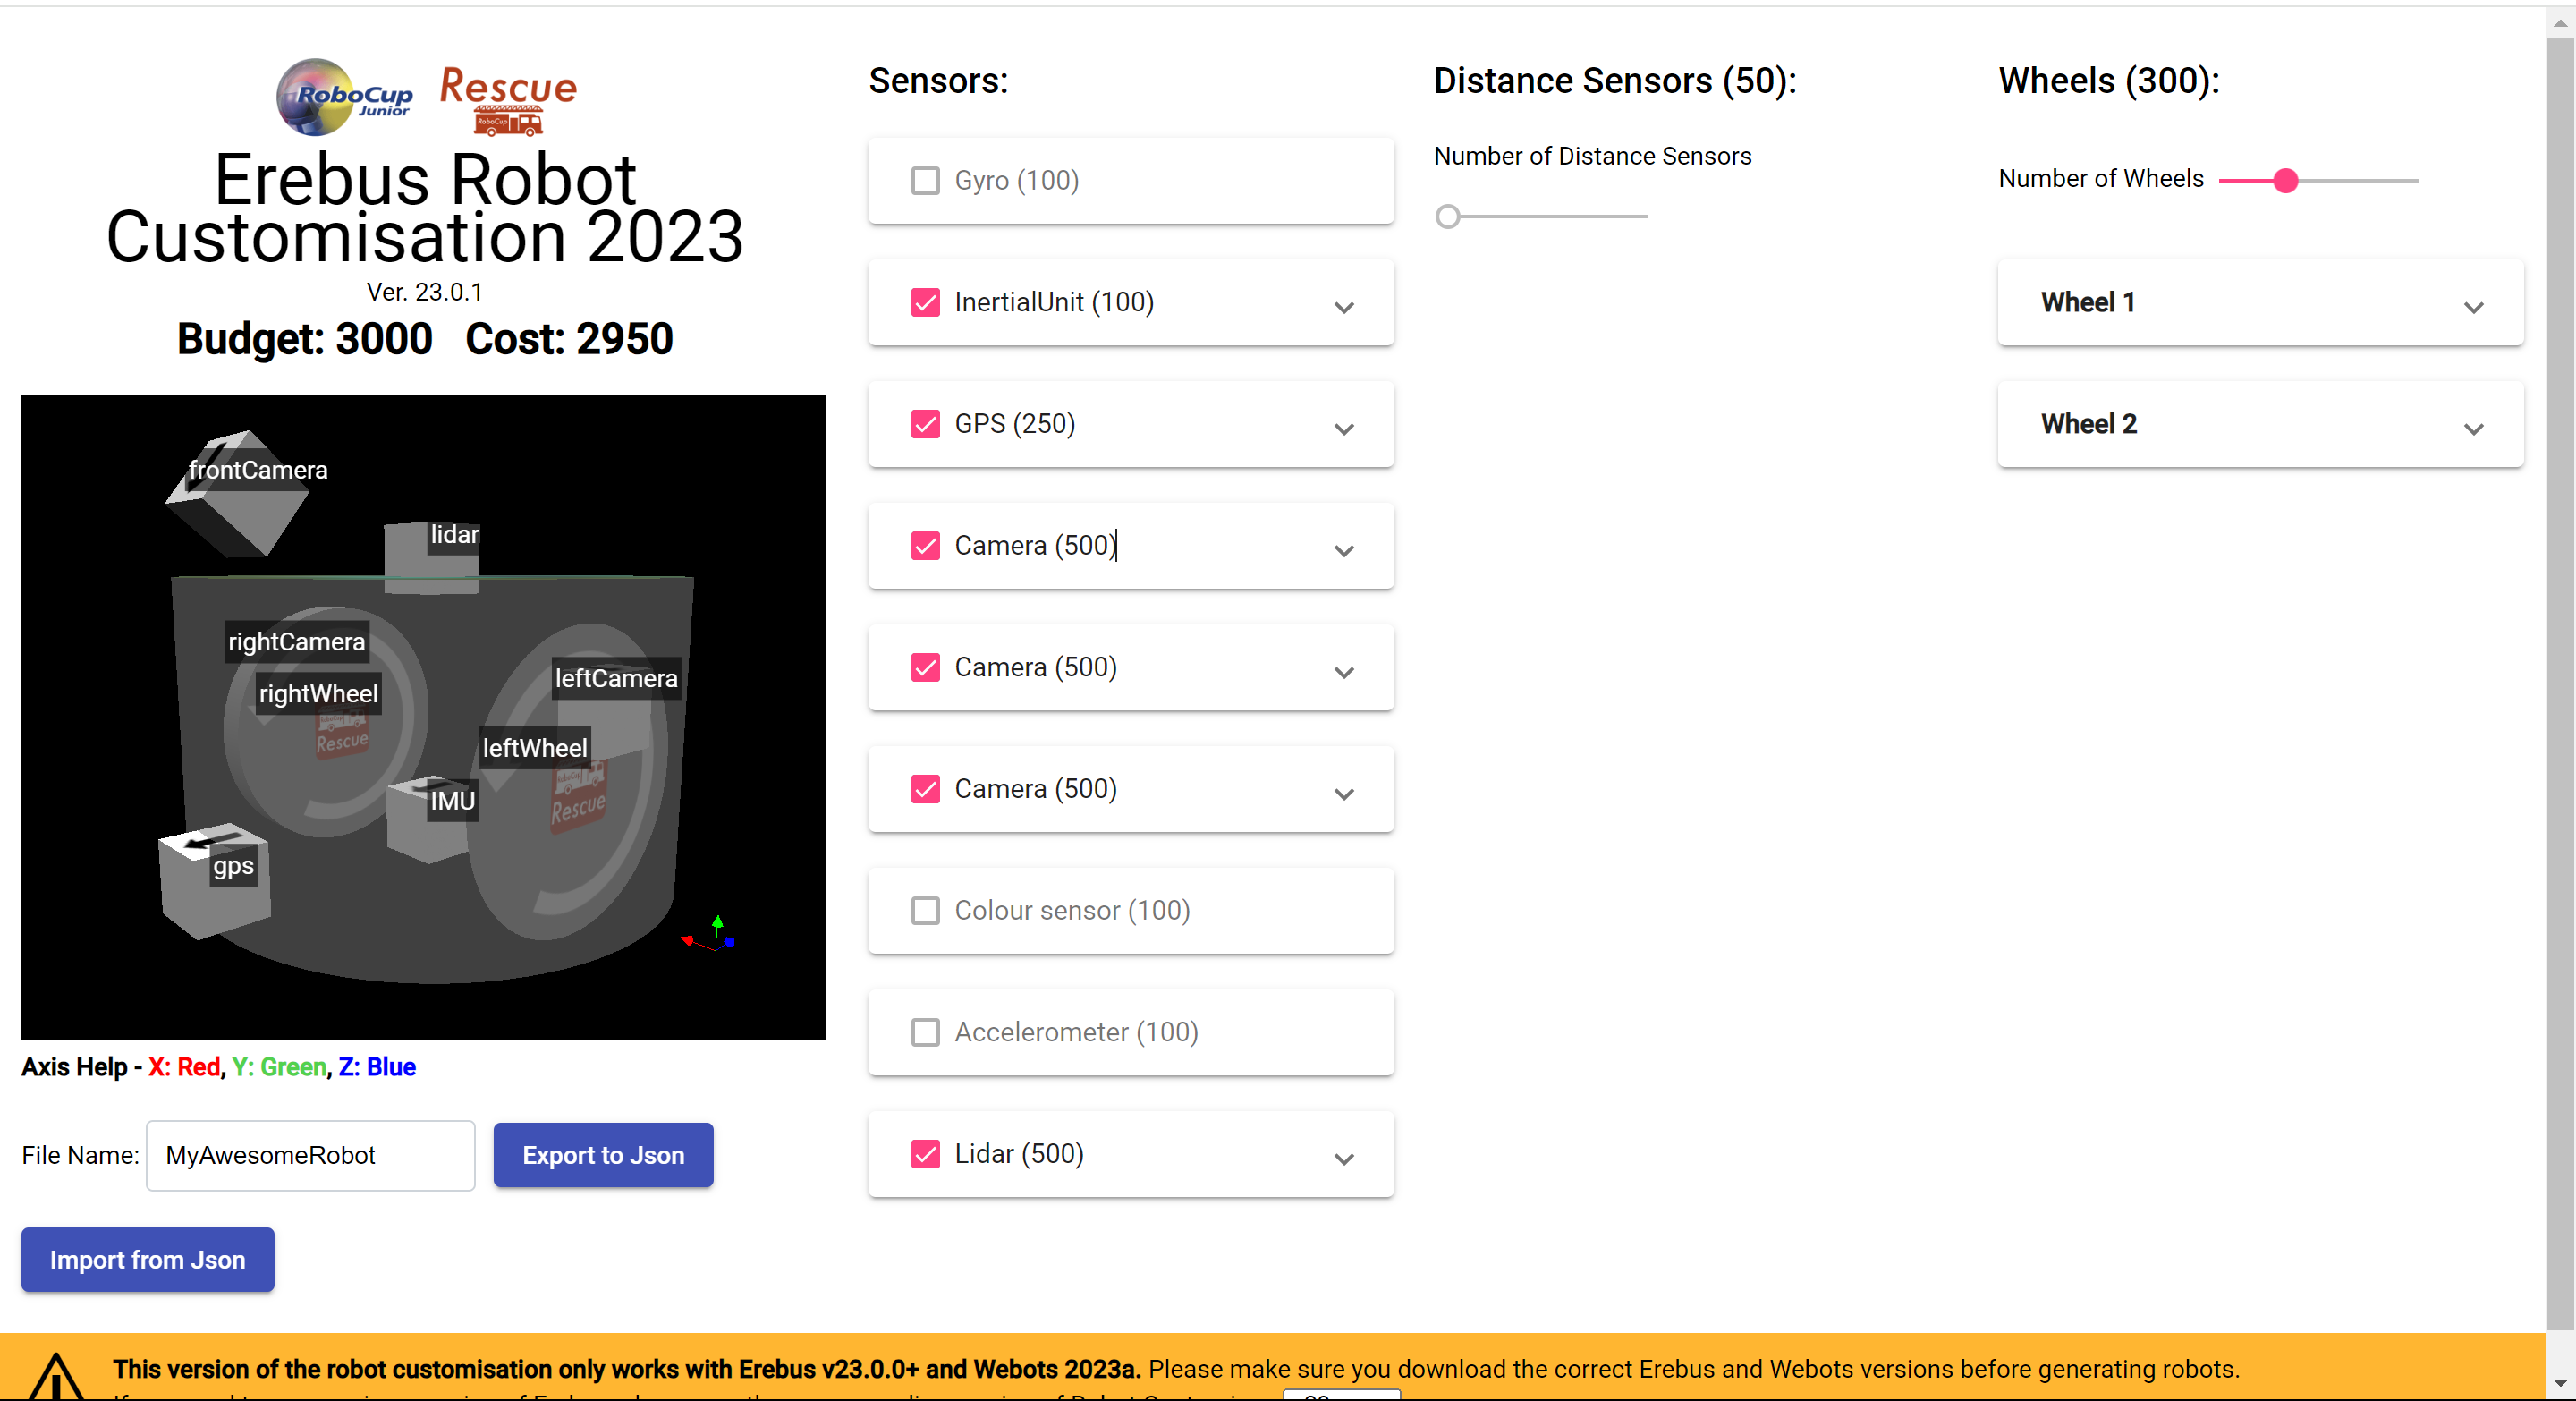 RoboCup
Junior
Rescue
RoboCup
Erebus Robot
Customisation 2023
Ver. 23.0.1
Budget: 3000 Cost: 2950
frontCamera
lidar
rightCamera
rightWheel
RoboCup
Rescue
leftCamera
leftWheel
RoboCup
Rescue
IMU
gps
Axis Help - X: Red, Y: Green, Z: Blue
File Name: MyAwesomeRobot Export to Json
Import from Json
Sensors:
Gyro (100)
InertialUnit (100)
GPS (250)
Camera (500)
Camera (500)
Camera (500)
Colour sensor (100)
Accelerometer (100)
Lidar (500)
Distance Sensors (50):
Number of Distance Sensors
Wheels (300):
Number of Wheels
Wheel 1
Wheel 2
This version of the robot customisation only works with Erebus v23.0.0+ and Webots 2023a. Please make sure you download the correct Erebus and Webots versions before generating robots.